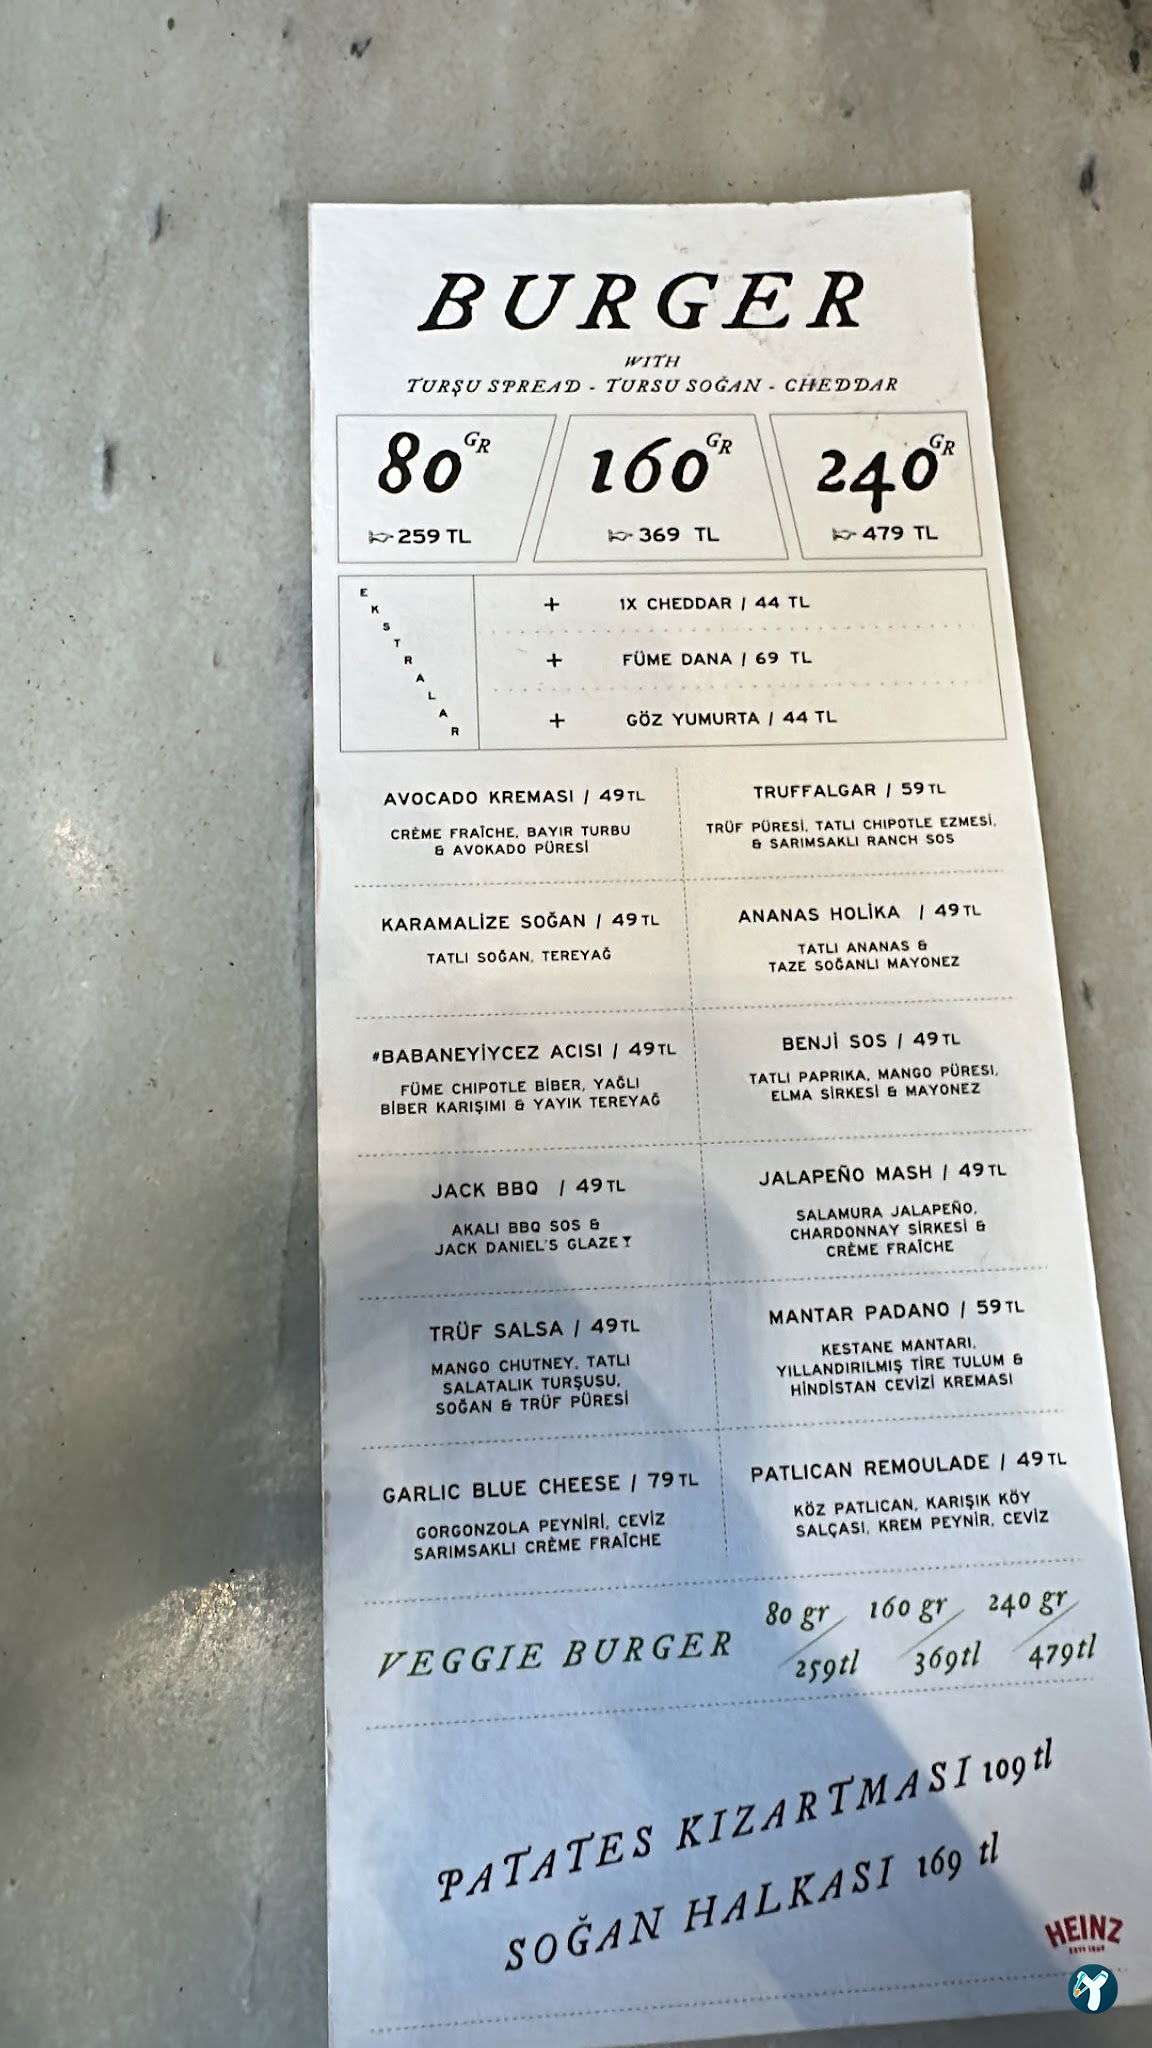 BURGER
WITH
TURŞU SPREAD - TURSU SOĞAN - CHEDDAR
80 GR
259 TL
160 GR
369 TL
240 GR
479 TL
EKSTRALAR
+ 1X CHEDDAR / 44 TL
+ FÜME DANA / 69 TL
+ GÖZ YUMURTA / 44 TL
AVOCADO KREMASI / 49 TL
CRÈME FRAÎCHE, BAYIR TURBU
& AVOKADO PÜRESİ
TRUFFALGAR / 59 TL
TRÜF PÜRESİ, TATLI CHIPOTLE EZMESİ,
& SARIMSAKLI RANCH SOS
KARAMALİZE SOĞAN / 49 TL
TATLI SOĞAN, TEREYAĞ
ANANAS HOLİKA / 49 TL
TATLI ANANAS &
TAZE SOĞANLI MAYONEZ
#BABANEYİYCEZ ACISI / 49 TL
FÜME CHIPOTLE BİBER, YAĞLI
BİBER KARIŞIMI & YAYIK TEREYAĞ
BENJİ SOS / 49 TL
TATLI PAPRIKA, MANGO PÜRESI,
ELMA SİRKESİ & MAYONEZ
JACK BBQ / 49 TL
AKALI BBQ SOS &
JACK DANIEL'S GLAZE
JALAPEÑO MASH / 49 TL
SALAMURA JALAPEÑO,
CHARDONNAY SİRKESİ &
CRÈME FRAÎCHE
TRÜF SALSA / 49 TL
MANGO CHUTNEY, TATLI
SALATALIK TURŞUSU,
SOĞAN & TRÜF PÜRESİ
MANTAR PADANO / 59 TL
KESTANE MANTARI,
YILLANDIRILMIŞ TİRE TULUM &
HİNDİSTAN CEVİZİ KREMASI
GARLIC BLUE CHEESE / 79 TL
GORGONZOLA PEYNİRİ, CEVİZ
SARIMSAKLI CRÈME FRAÎCHE
PATLICAN REMOULADE / 49 TL
KÖZ PATLICAN, KARIŞIK KÖY
SALÇASI, KREM PEYNİR, CEVİZ
VEGGIE BURGER
80 gr / 259tl
160 gr / 369tl
240 gr / 479tl
PATATES KIZARTMASI 109 tl
SOĞAN HALKASI 169 tl
HEINZ
ESTD 1869